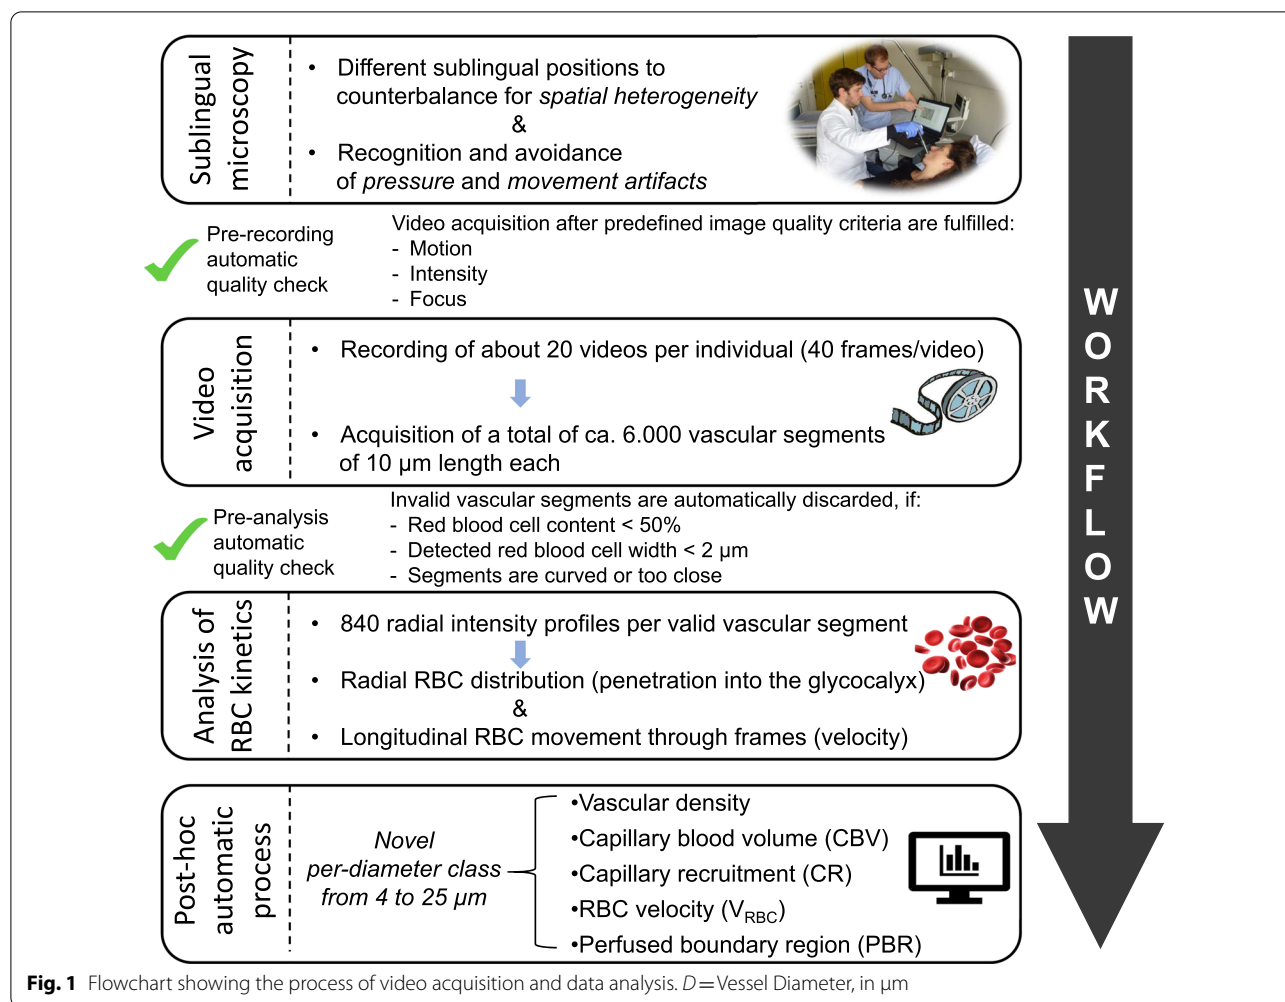 Sublingual
microscopy
• Different sublingual positions to
counterbalance for spatial heterogeneity
&
• Recognition and avoidance
of pressure and movement artifacts
Pre-recording
automatic
quality check
Video acquisition after predefined image quality criteria are fulfilled:
- Motion
- Intensity
- Focus
Video
acquisition
• Recording of about 20 videos per individual (40 frames/video)
• Acquisition of a total of ca. 6.000 vascular segments
of 10 µm length each
Pre-analysis
automatic
quality check
Invalid vascular segments are automatically discarded, if:
- Red blood cell content < 50%
- Detected red blood cell width < 2 µm
- Segments are curved or too close
Analysis of
RBC kinetics
• 840 radial intensity profiles per valid vascular segment
• Radial RBC distribution (penetration into the glycocalyx)
&
• Longitudinal RBC movement through frames (velocity)
Post-hoc
automatic
process
Novel
per-diameter class
from 4 to 25 µm
•Vascular density
•Capillary blood volume (CBV)
•Capillary recruitment (CR)
•RBC velocity (VRBC)
•Perfused boundary region (PBR)
WORKFLOW
Fig. 1 Flowchart showing the process of video acquisition and data analysis. D = Vessel Diameter, in µm